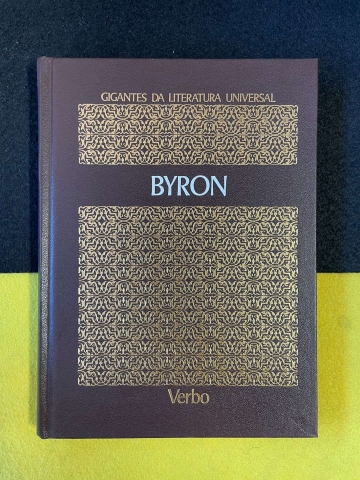 GIGANTES DA LITERATURA UNIVERSAL
BYRON
Verbo